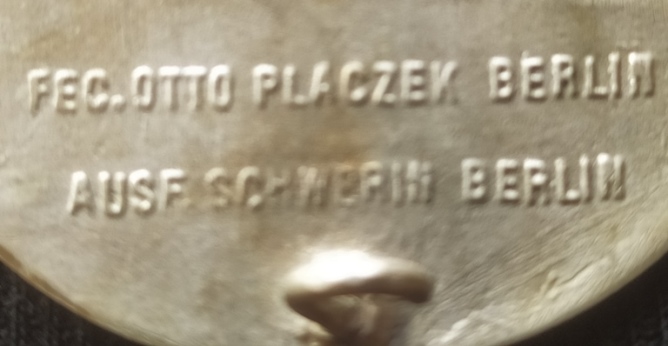 FEC. OTTO PLACZEK BERLIN
AUSF. SCHWERIN BERLIN